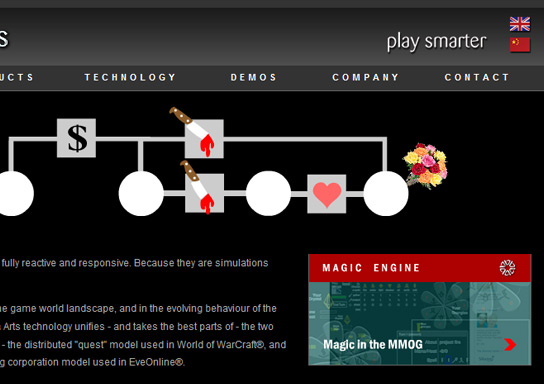 play smarter
TECHNOLOGY DEMOS COMPANY CONTACT
$
fully reactive and responsive. Because they are simulations
MAGIC ENGINE
game world landscape, and in the evolving behaviour of the
Arts technology unifies - and takes the best parts of - the two
- the distributed "quest" model used in World of WarCraft®, and
corporation model used in EveOnline®.
Magic in the MMOG